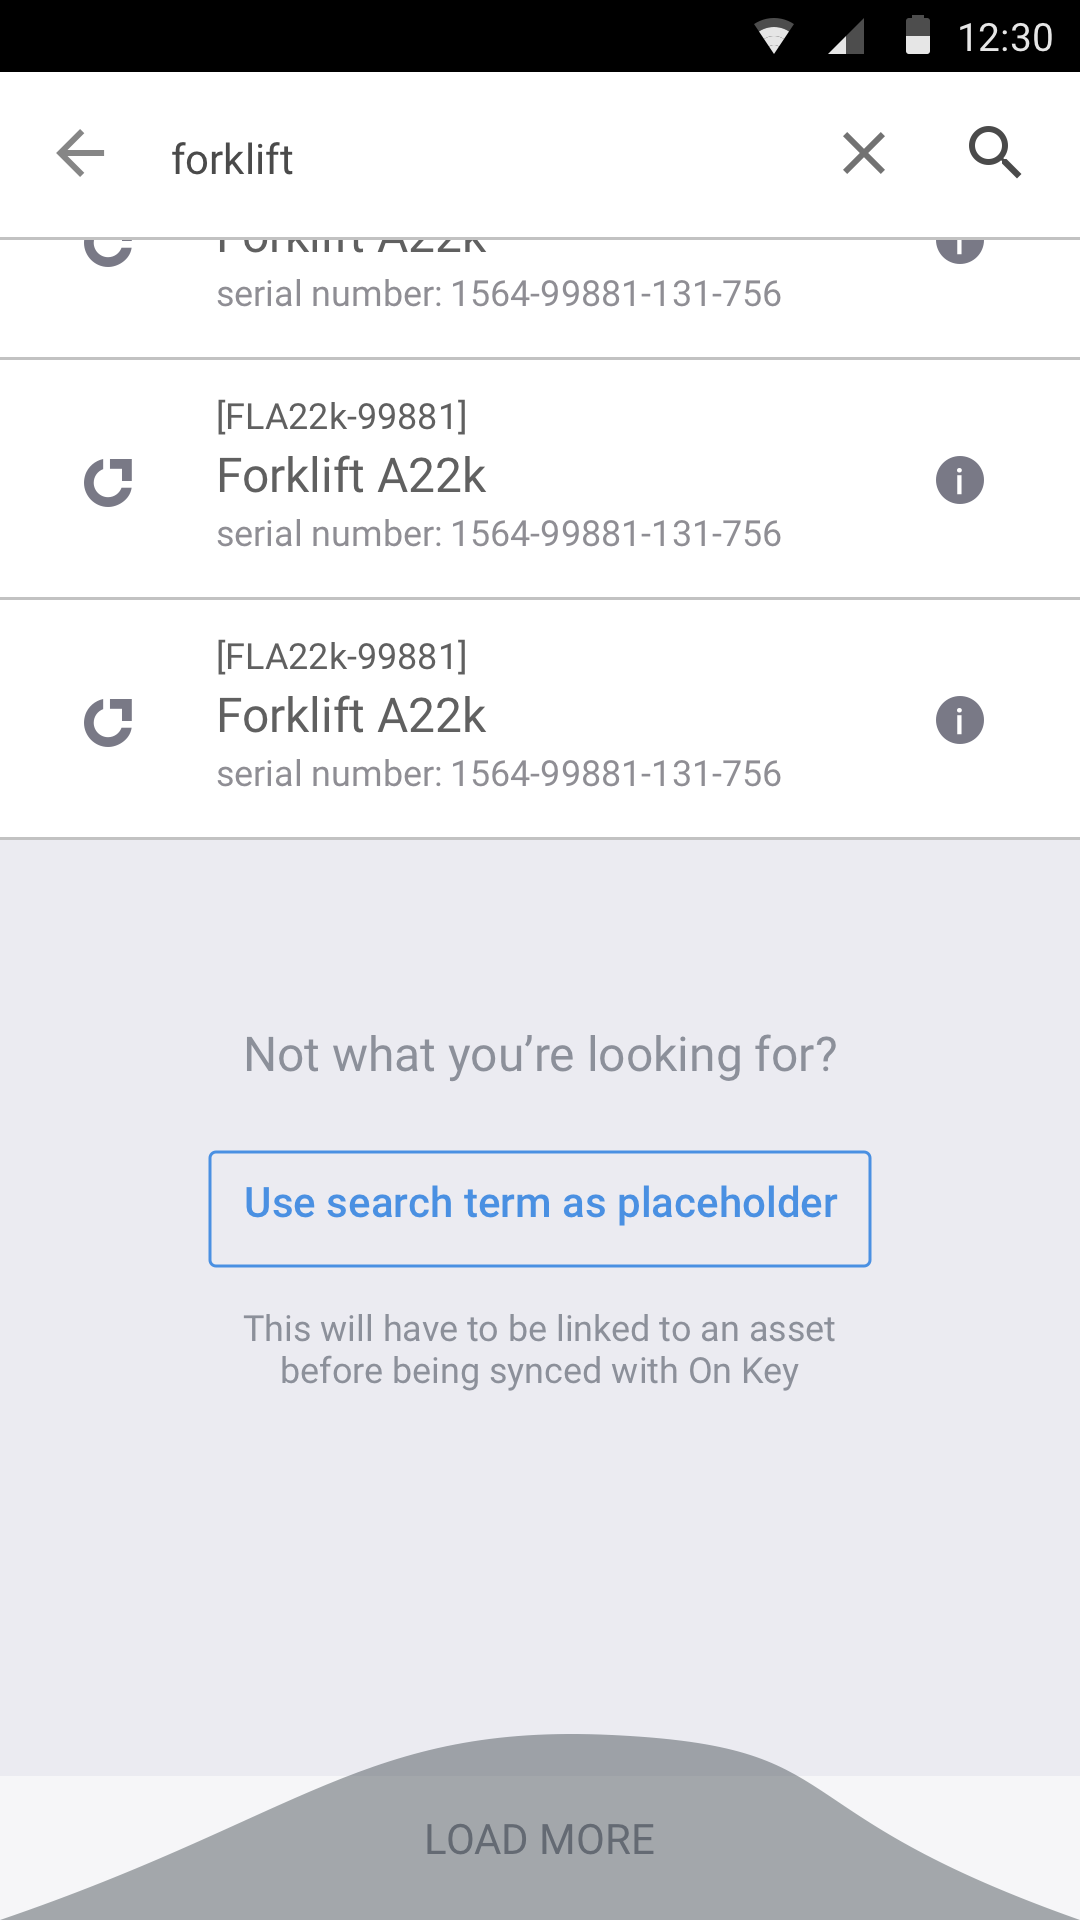 12:30
forklift
Forklift A22k
serial number: 1564-99881-131-756
[FLA22k-99881]
Forklift A22k
serial number: 1564-99881-131-756
[FLA22k-99881]
Forklift A22k
serial number: 1564-99881-131-756
Not what you’re looking for?
Use search term as placeholder
This will have to be linked to an asset
before being synced with On Key
LOAD MORE